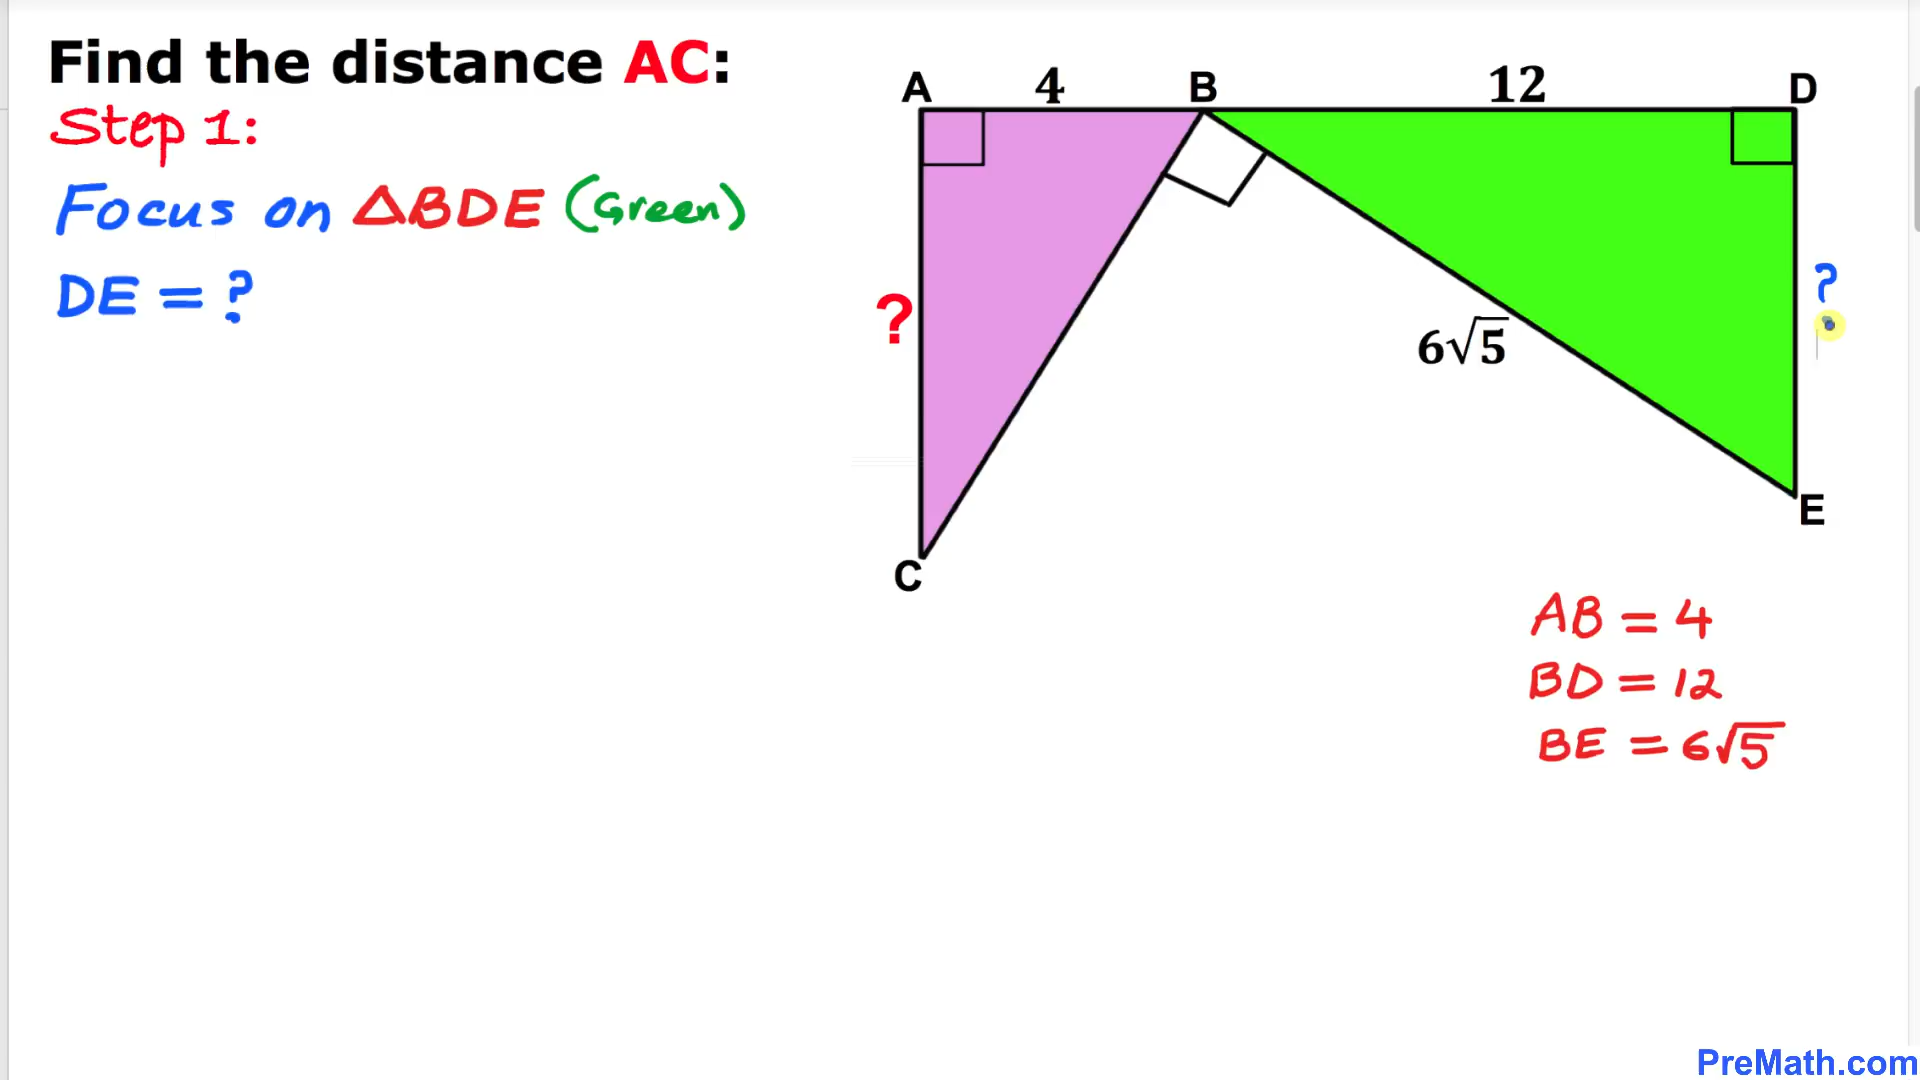 Find the distance AC:
Step 1:
Focus on △BDE (Green)
DE = ?
A 4 B 12 D
?
?
6√5
E
C
AB = 4
BD = 12
BE = 6√5
PreMath.com